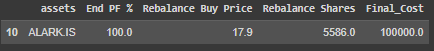 assets End PF % Rebalance Buy Price Rebalance Shares Final_Cost
10 ALARK.IS 100.0 17.9 5586.0 100000.0